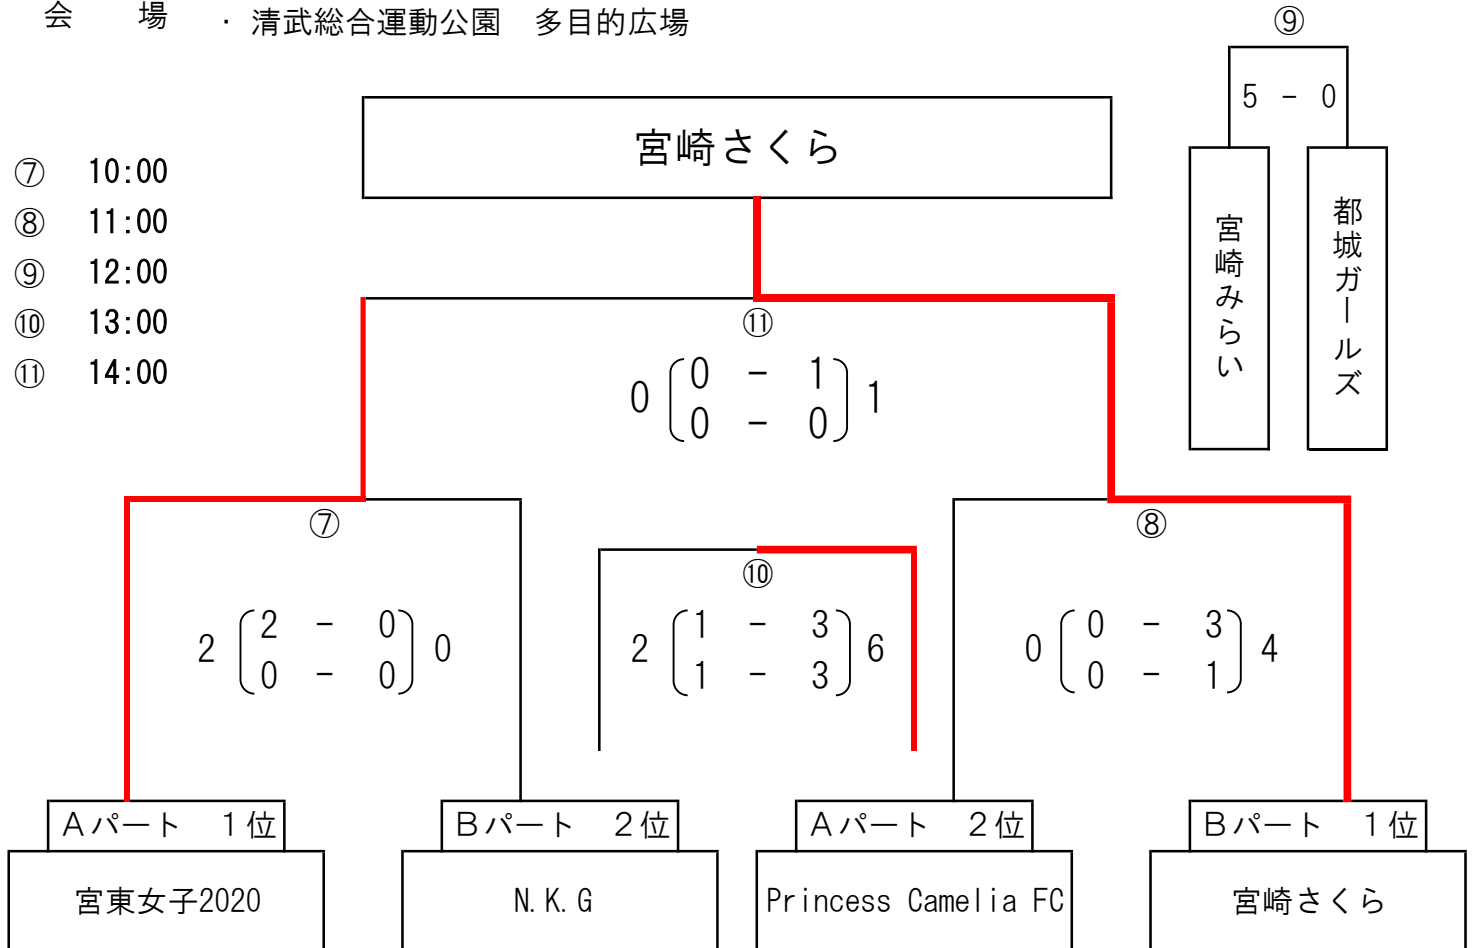 会　場　・ 清武総合運動公園　多目的広場
⑨
5 - 0
宮崎みらい
都城ガールズ
宮崎さくら
⑦ 10:00
⑧ 11:00
⑨ 12:00
⑩ 13:00
⑪ 14:00
⑪
0 - 1
0 1
0 - 0
⑦
2 - 0
2 0
0 - 0
⑩
1 - 3
2 6
1 - 3
⑧
0 - 3
0 4
0 - 1
Aパート　1位
Bパート　2位
Aパート　2位
Bパート　1位
宮東女子2020
N.K.G
Princess Camelia FC
宮崎さくら